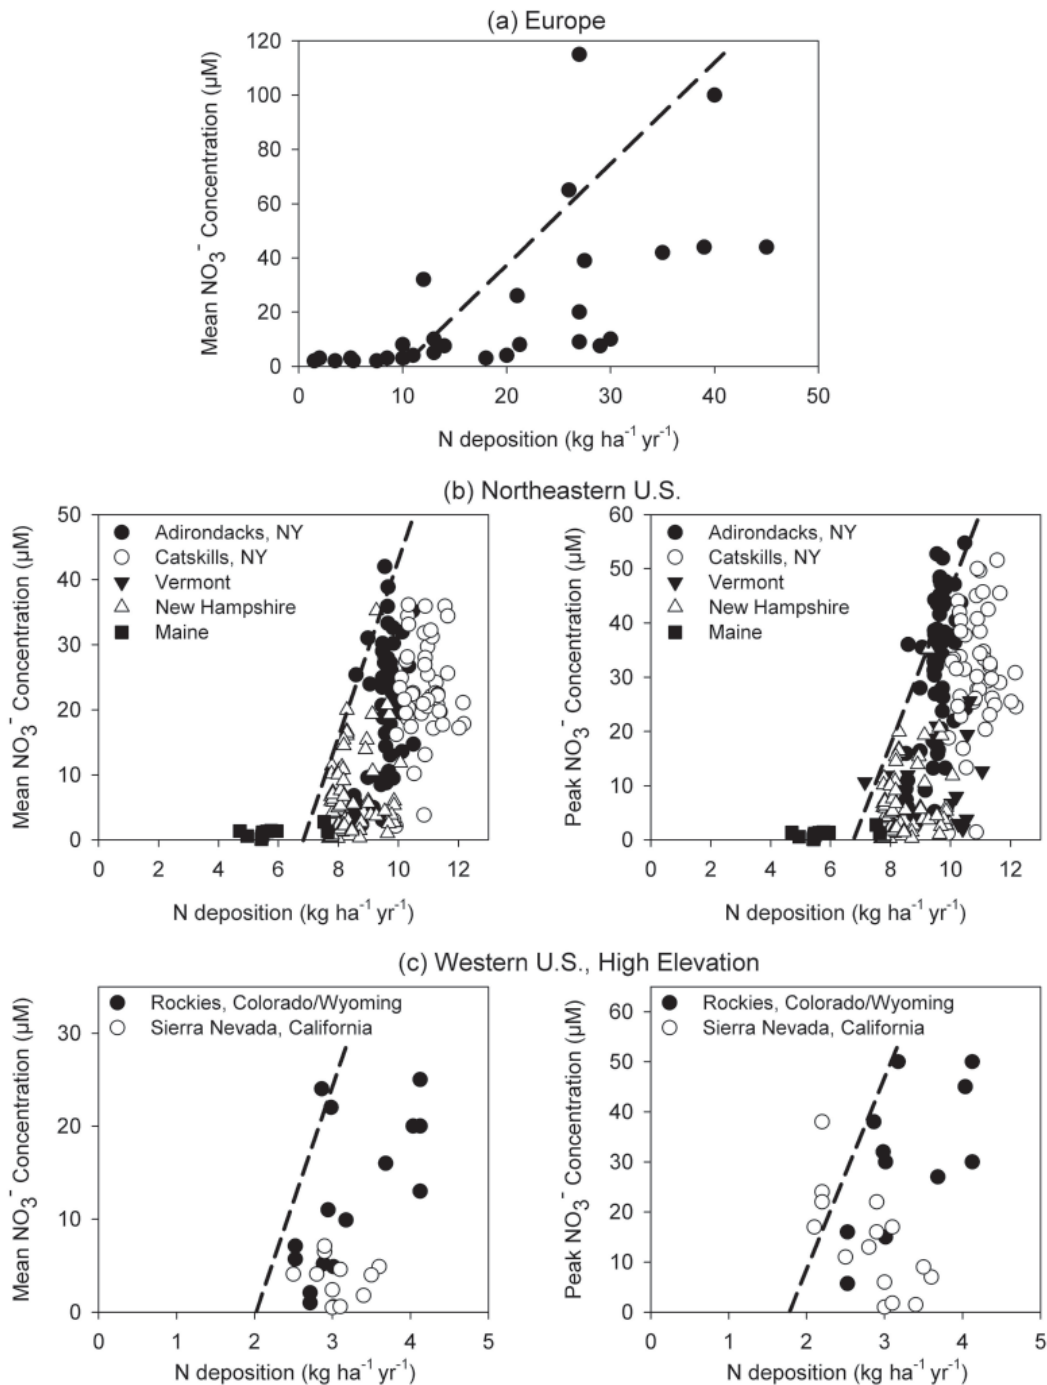 (a) Europe
Mean NO3- Concentration (µM)
120
100
80
60
40
20
0
0 10 20 30 40 50
N deposition (kg ha-1 yr-1)
(b) Northeastern U.S.
Mean NO3- Concentration (µM)
50
40
30
20
10
0
Adirondacks, NY
Catskills, NY
Vermont
New Hampshire
Maine
0 2 4 6 8 10 12
N deposition (kg ha-1 yr-1)
Peak NO3- Concentration (µM)
60
50
40
30
20
10
0
Adirondacks, NY
Catskills, NY
Vermont
New Hampshire
Maine
0 2 4 6 8 10 12
N deposition (kg ha-1 yr-1)
(c) Western U.S., High Elevation
Mean NO3- Concentration (µM)
30
20
10
0
Rockies, Colorado/Wyoming
Sierra Nevada, California
0 1 2 3 4 5
N deposition (kg ha-1 yr-1)
Peak NO3- Concentration (µM)
60
50
40
30
20
10
0
Rockies, Colorado/Wyoming
Sierra Nevada, California
0 1 2 3 4 5
N deposition (kg ha-1 yr-1)